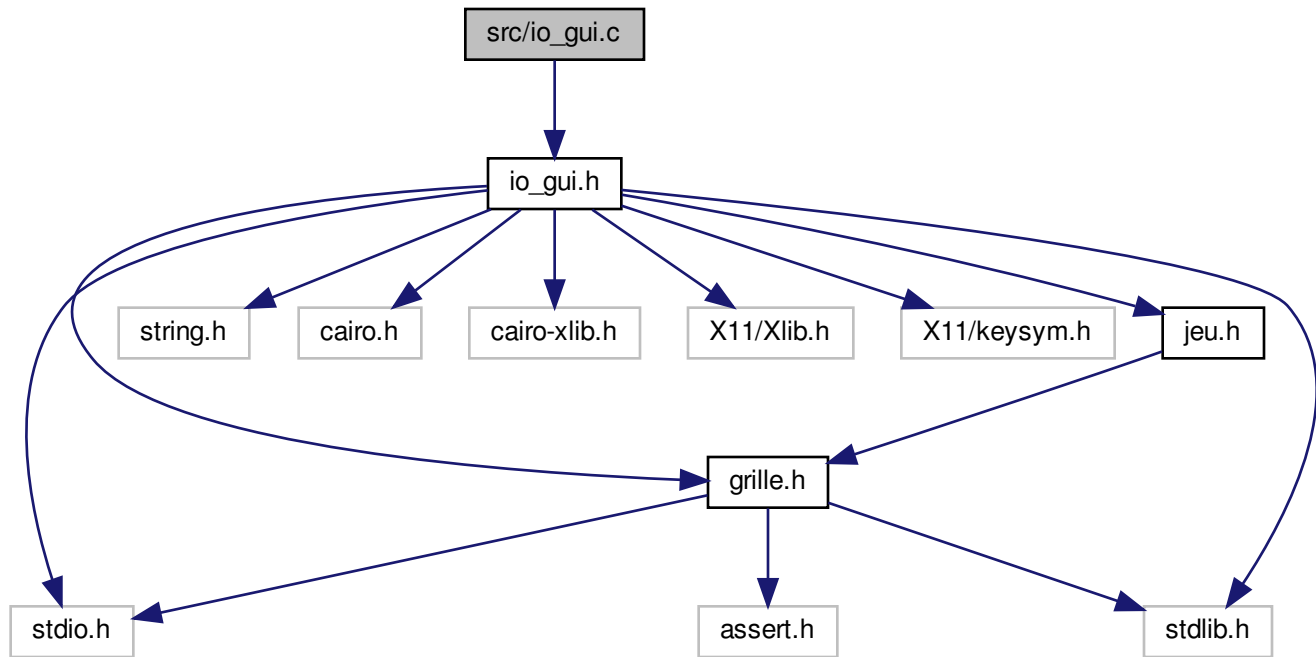 src/io_gui.c
io_gui.h
string.h
cairo.h
cairo-xlib.h
X11/Xlib.h
X11/keysym.h
jeu.h
grille.h
stdio.h
assert.h
stdlib.h